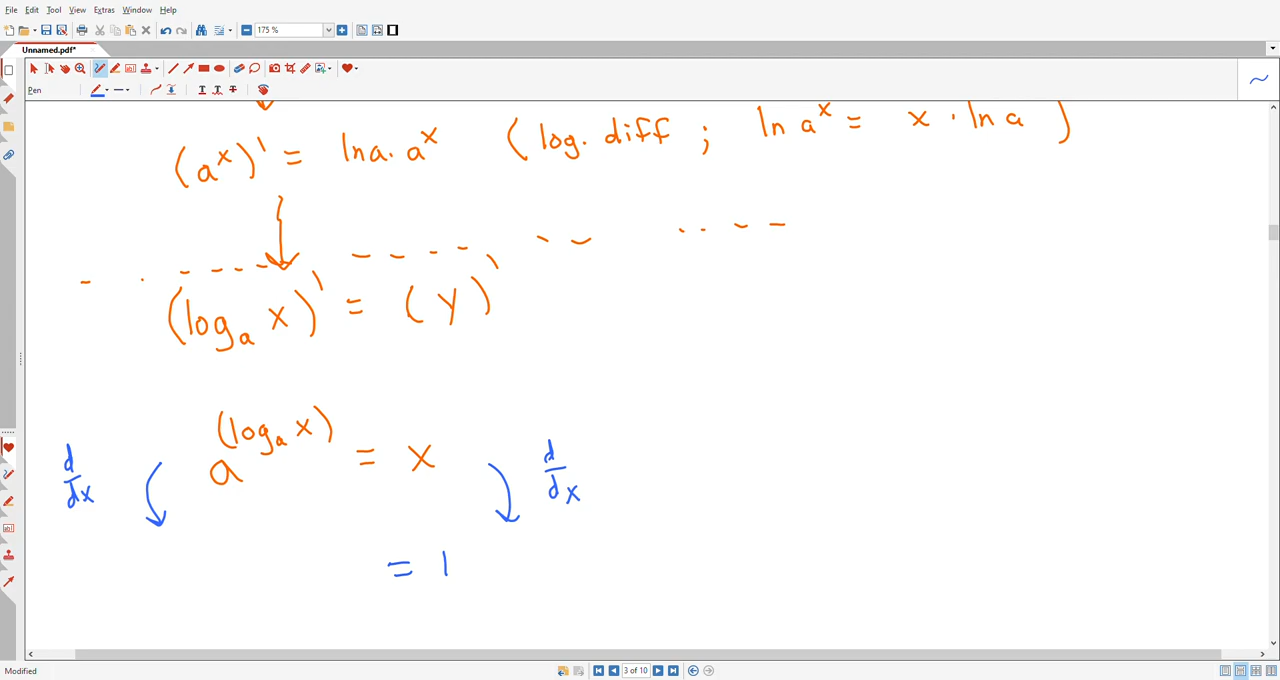 File Edit Tool View Extras Window Help
175 %
Unnamed.pdf*
Pen
(a^x)' = ln a · a^x (log. diff ; ln a^x = x · ln a )
(log_a x)' = (y)'
a^(log_a x) = x
d/dx d/dx
= 1
Modified
3 of 10